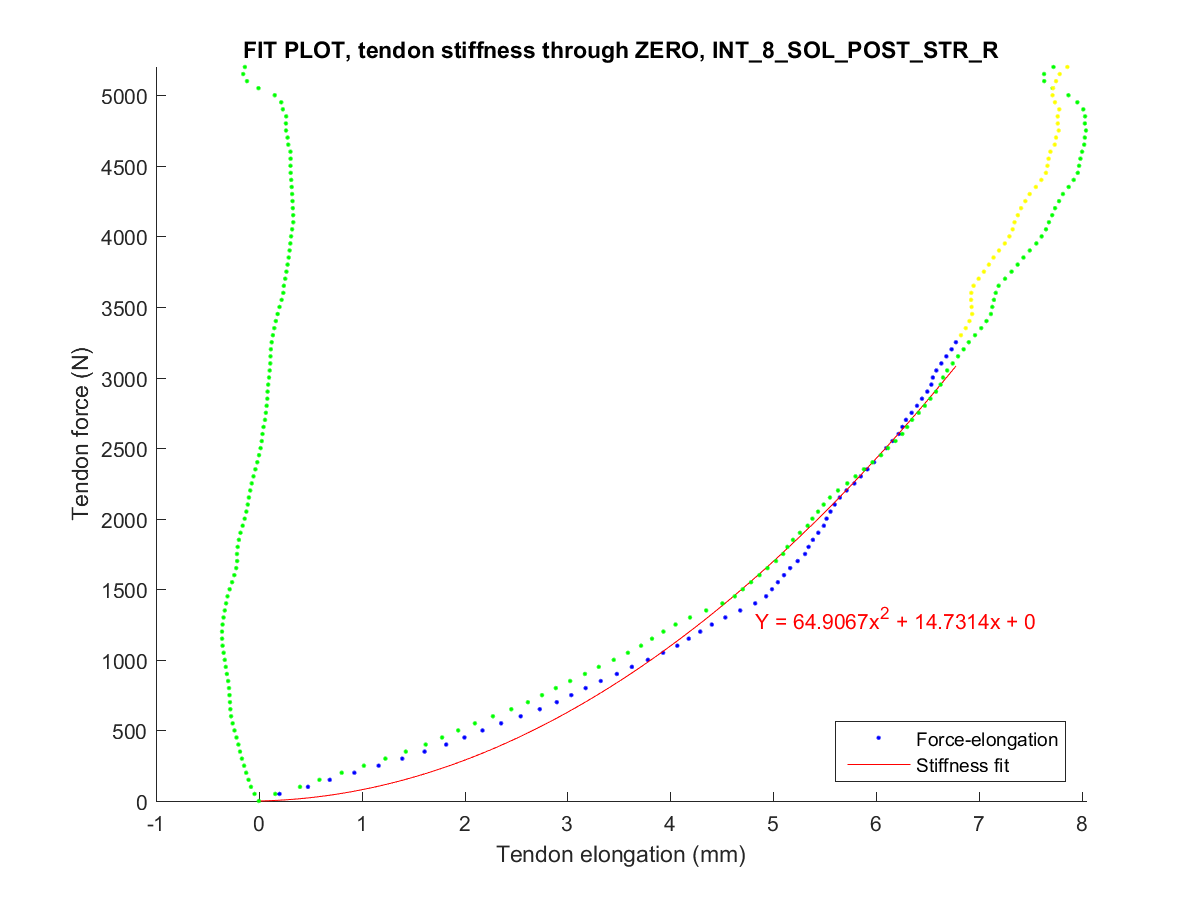 FIT PLOT, tendon stiffness through ZERO, INT_8_SOL_POST_STR_R
5000
4500
4000
3500
3000
2500
2000
1500
1000
500
0
Tendon force (N)
Y = 64.9067x² + 14.7314x + 0
Force-elongation
Stiffness fit
-1 0 1 2 3 4 5 6 7 8
Tendon elongation (mm)